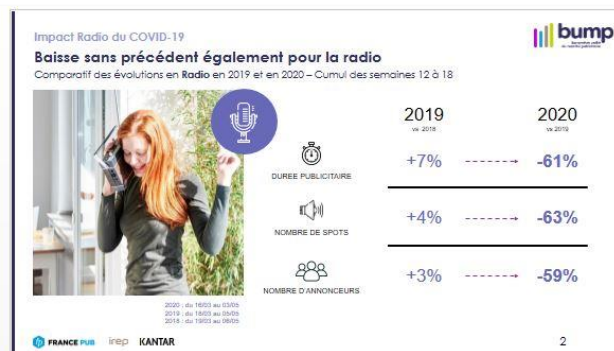 Impact Radio du COVID-19
bump
Baisse sans précédent également pour la radio
Comparatif des évolutions en Radio en 2019 et en 2020 – Cumul des semaines 12 à 18
2019 2020
vs 2018 vs 2019
DUREE PUBLICITAIRE +7% -61%
NOMBRE DE SPOTS +4% -63%
NOMBRE D'ANNONCEURS +3% -59%
2020 : du 16/03 au 03/05
2019 : du 18/03 au 05/05
2018 : du 19/03 au 06/05
FRANCE PUB irep KANTAR
2